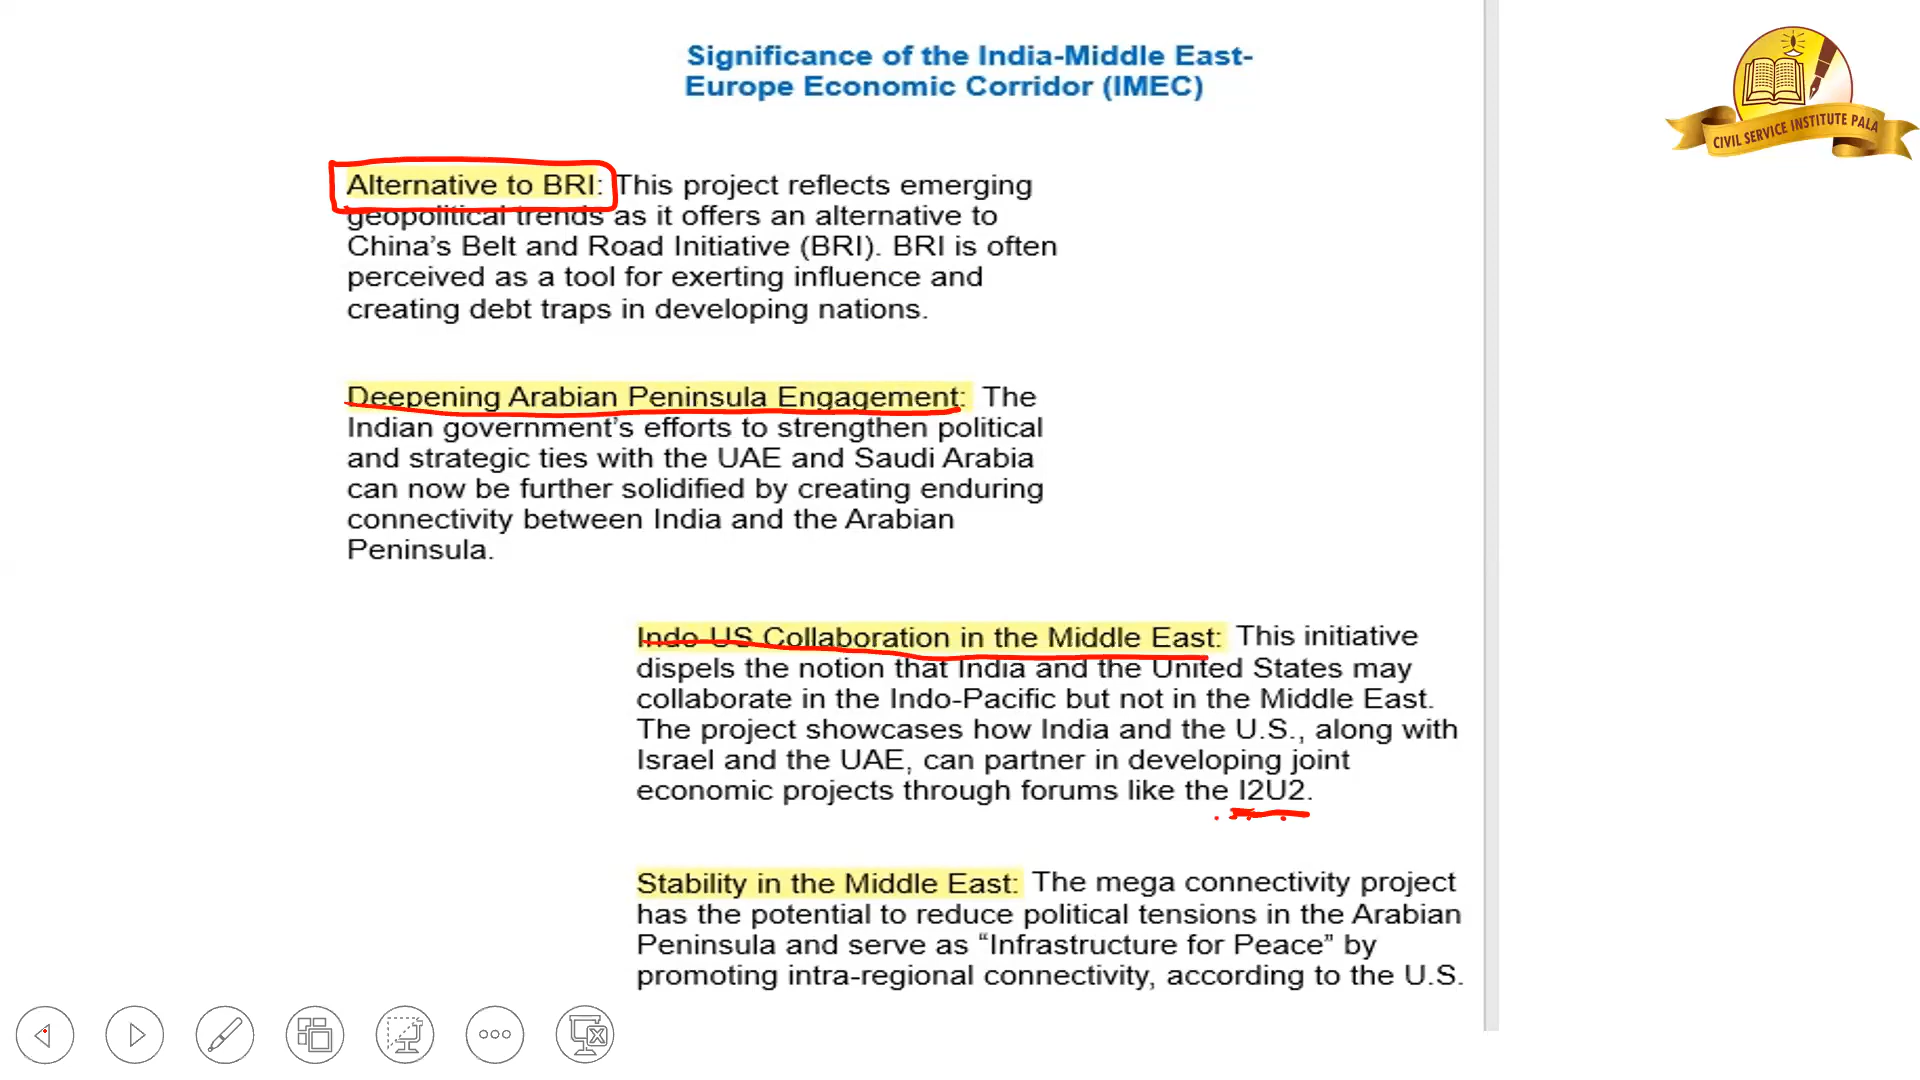 Significance of the India-Middle East-
Europe Economic Corridor (IMEC)
CIVIL SERVICE INSTITUTE PALA
Alternative to BRI: This project reflects emerging
geopolitical trends as it offers an alternative to
China's Belt and Road Initiative (BRI). BRI is often
perceived as a tool for exerting influence and
creating debt traps in developing nations.
Deepening Arabian Peninsula Engagement: The
Indian government's efforts to strengthen political
and strategic ties with the UAE and Saudi Arabia
can now be further solidified by creating enduring
connectivity between India and the Arabian
Peninsula.
Indo-US Collaboration in the Middle East: This initiative
dispels the notion that India and the United States may
collaborate in the Indo-Pacific but not in the Middle East.
The project showcases how India and the U.S., along with
Israel and the UAE, can partner in developing joint
economic projects through forums like the I2U2.
Stability in the Middle East: The mega connectivity project
has the potential to reduce political tensions in the Arabian
Peninsula and serve as “Infrastructure for Peace” by
promoting intra-regional connectivity, according to the U.S.